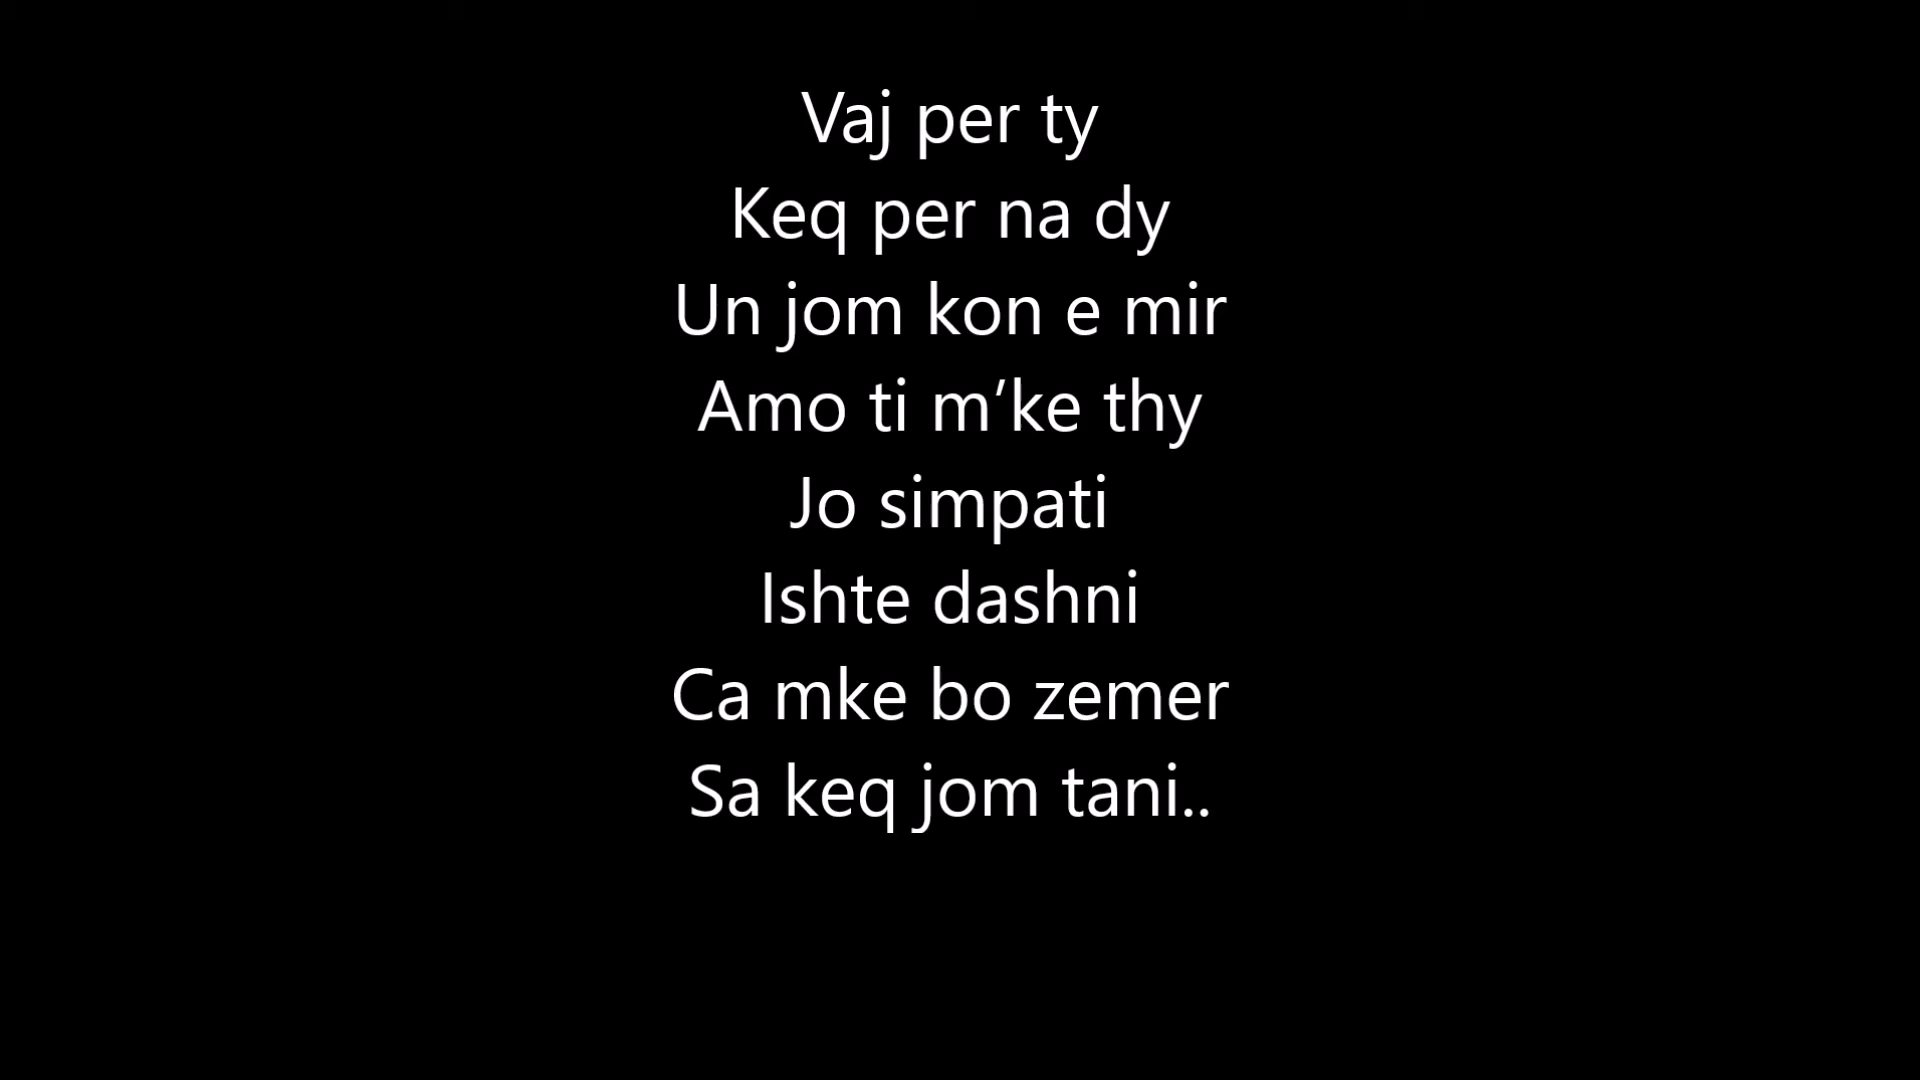 Vaj per ty
Keq per na dy
Un jom kon e mir
Amo ti m’ke thy
Jo simpati
Ishte dashni
Ca mke bo zemer
Sa keq jom tani..